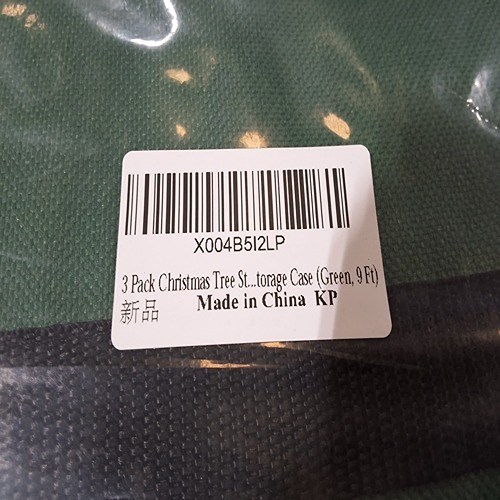 X004B5I2LP
3 Pack Christmas Tree St...torage Case (Green, 9 Ft)
新品 Made in China KP